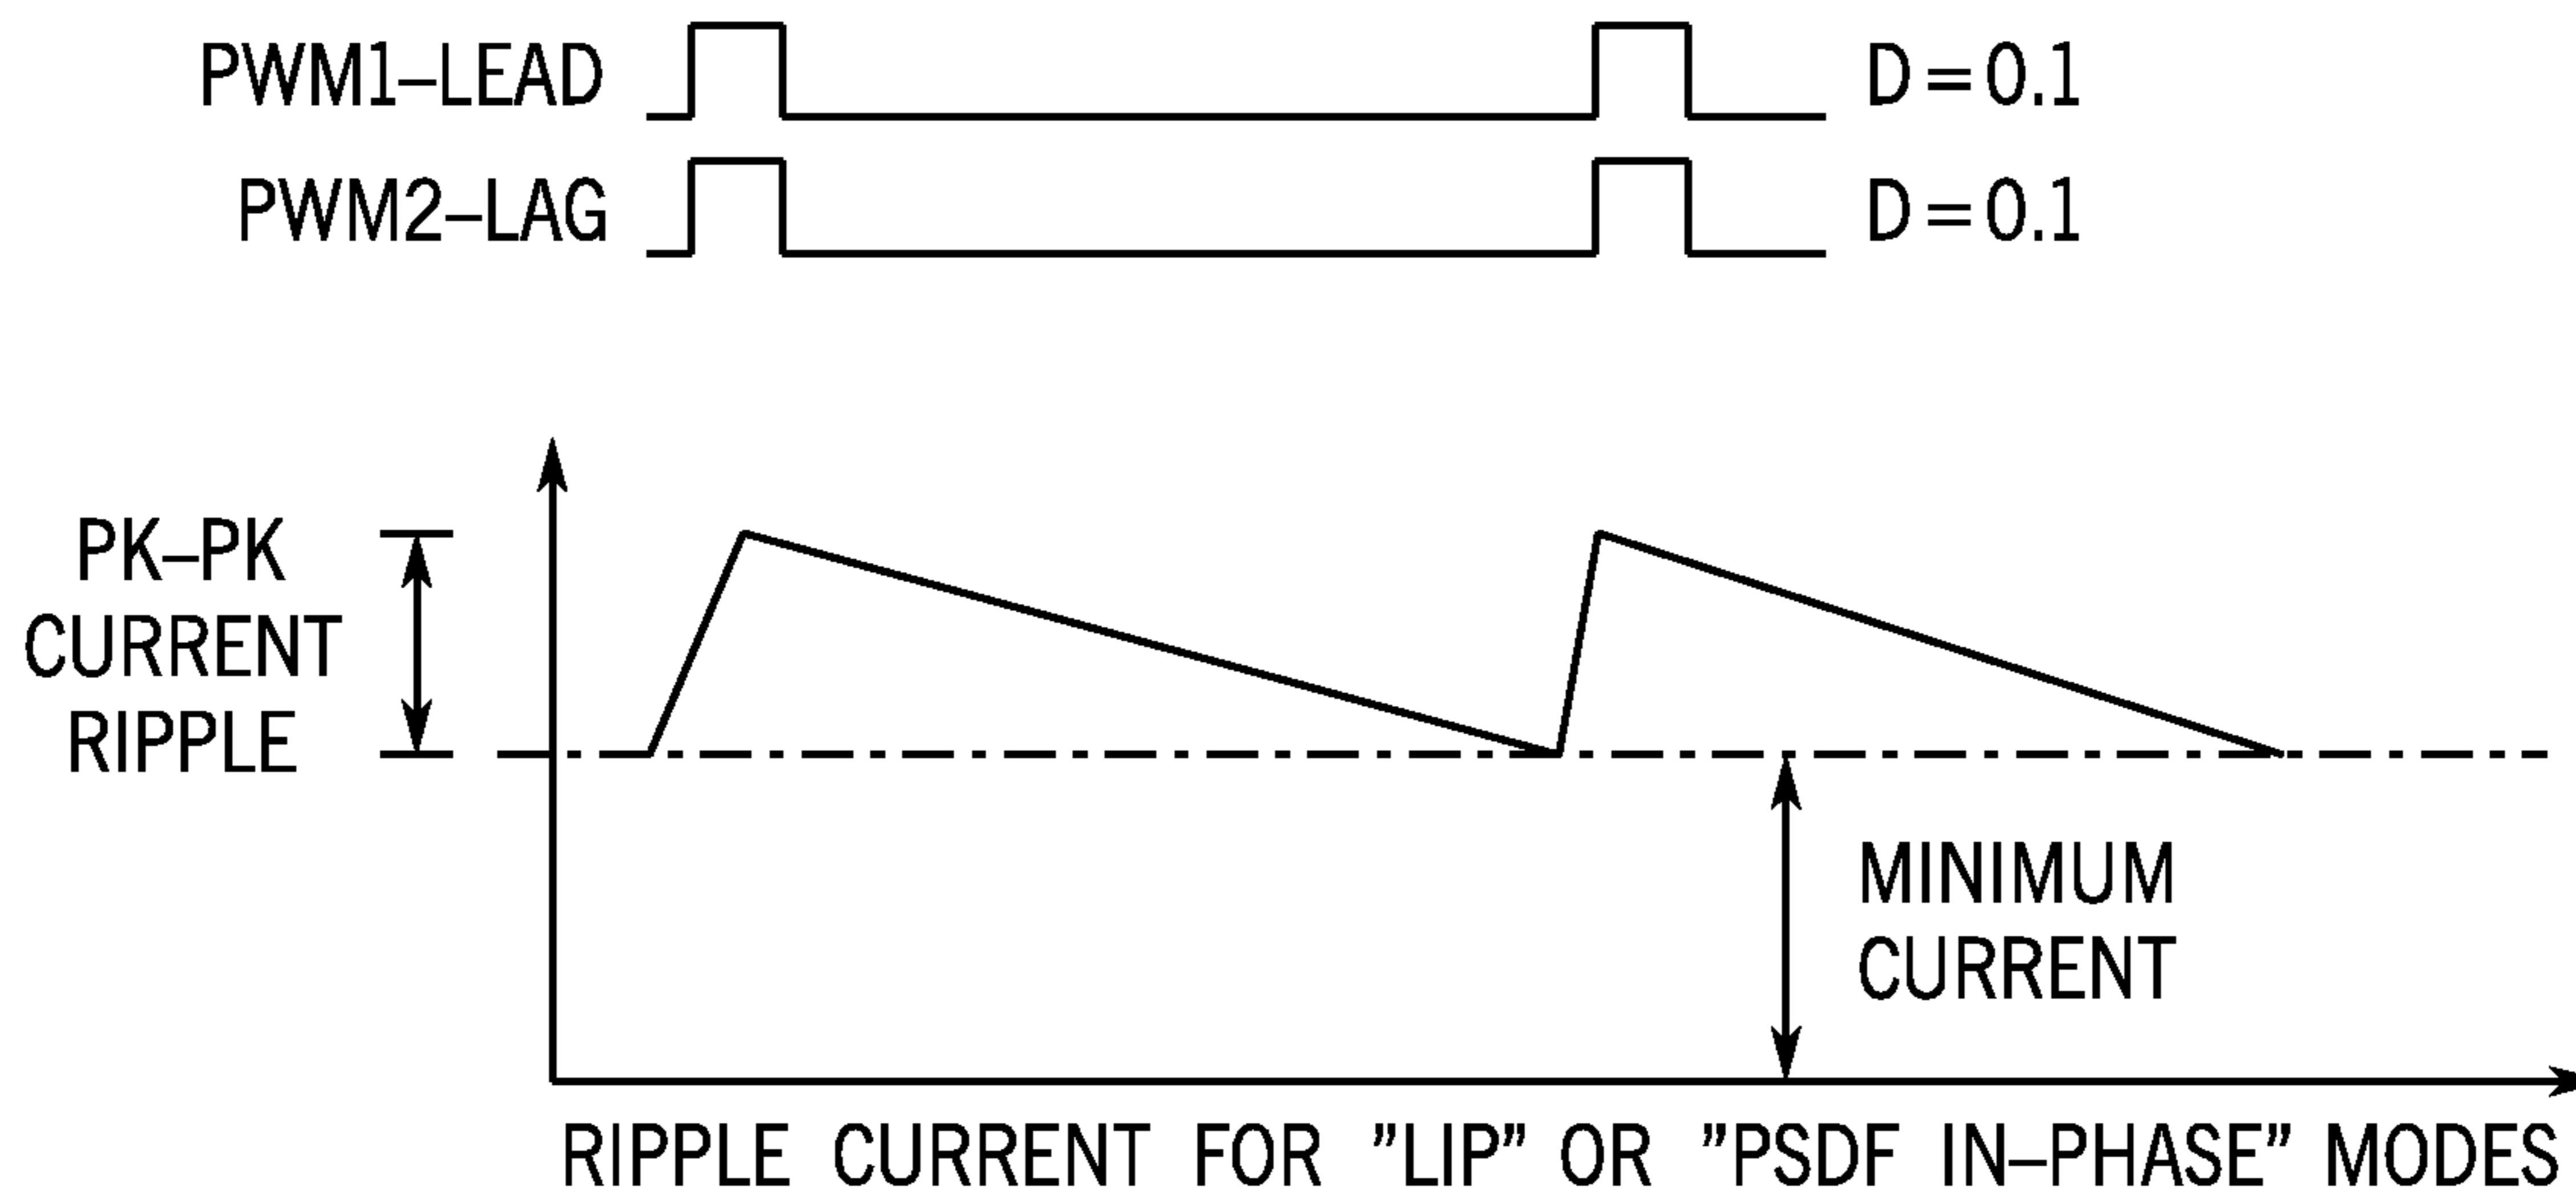 PWM1–LEAD
D = 0.1
PWM2–LAG
D = 0.1
PK–PK
CURRENT
RIPPLE
MINIMUM
CURRENT
RIPPLE CURRENT FOR ”LIP” OR ”PSDF IN–PHASE” MODES